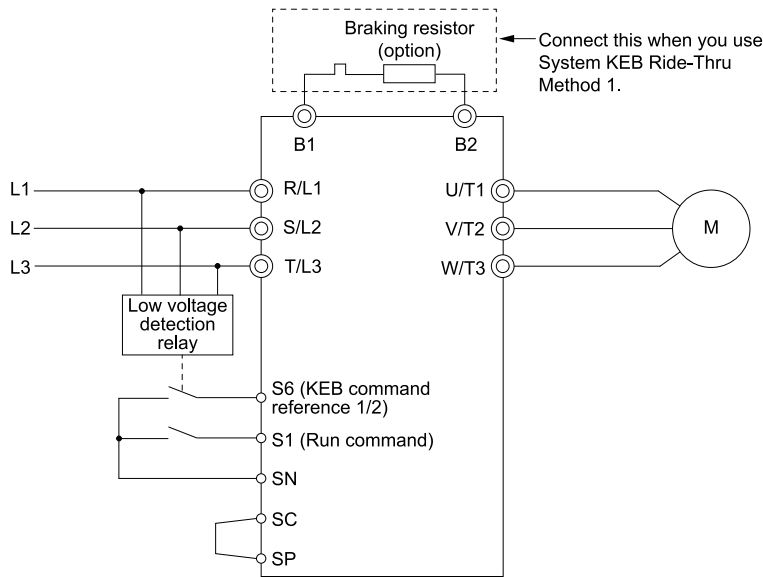 Braking resistor
(option)
Connect this when you use
System KEB Ride-Thru
Method 1.
B1
B2
L1
R/L1
U/T1
L2
S/L2
V/T2
M
L3
T/L3
W/T3
Low voltage
detection
relay
S6 (KEB command
reference 1/2)
S1 (Run command)
SN
SC
SP